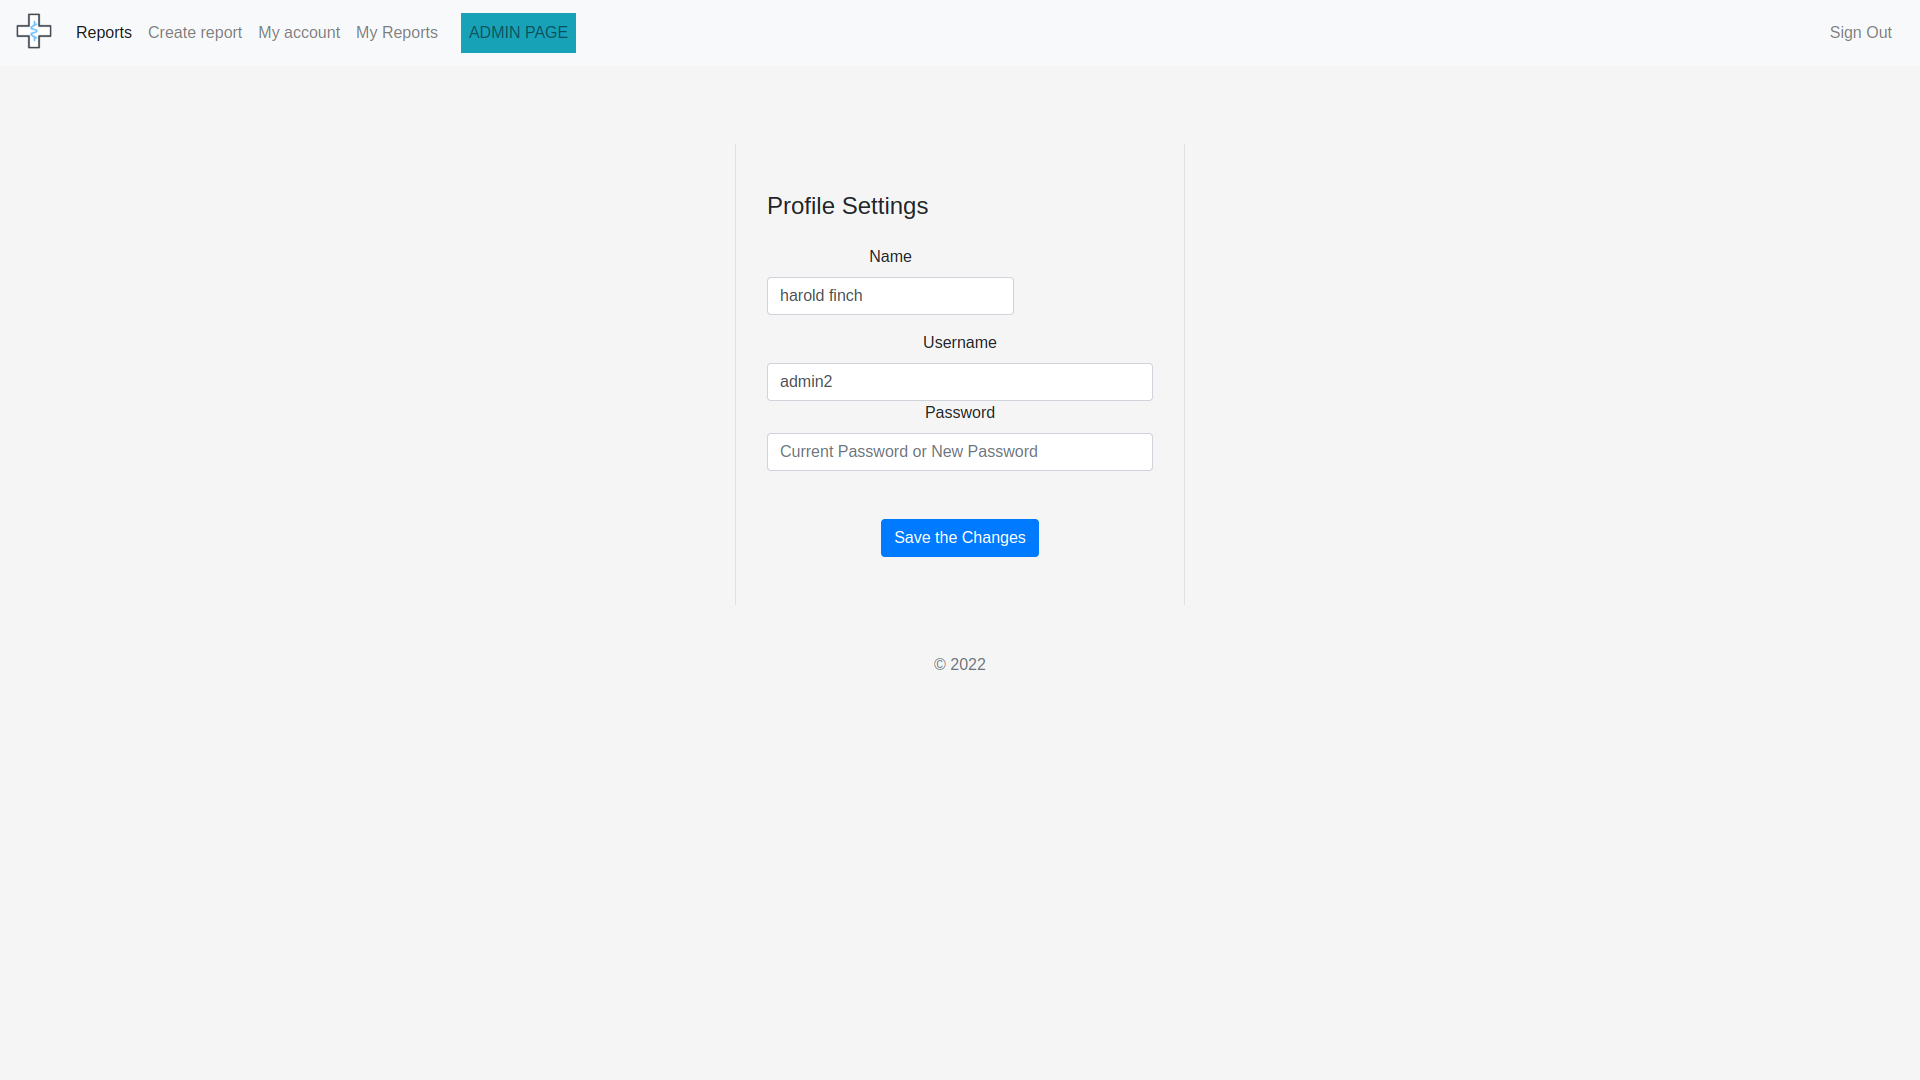 Reports Create report My account My Reports ADMIN PAGE Sign Out
Profile Settings
Name
harold finch
Username
admin2
Password
Current Password or New Password
Save the Changes
© 2022